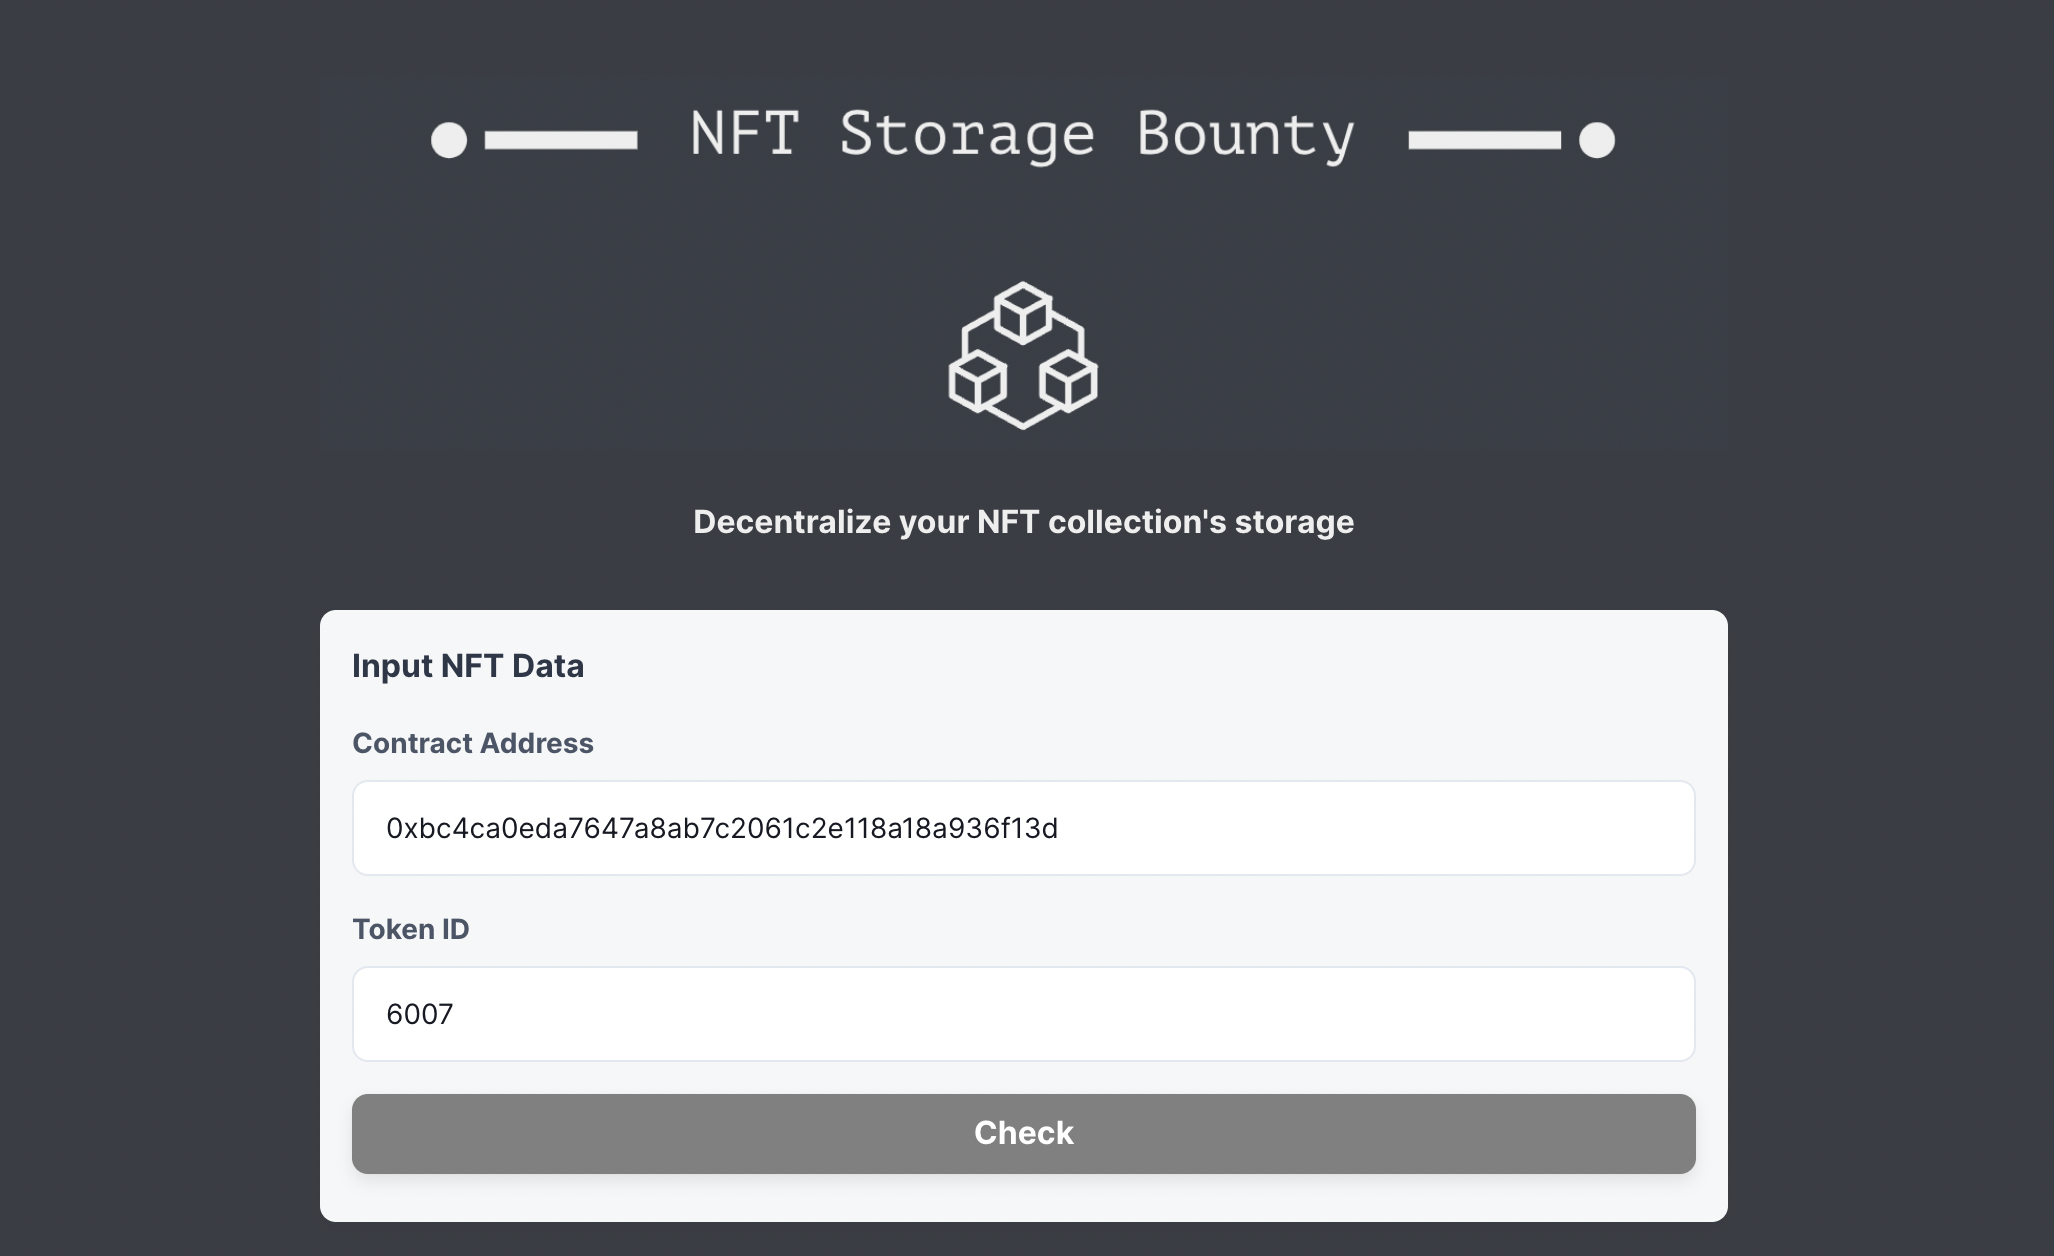 NFT Storage Bounty
Decentralize your NFT collection's storage
Input NFT Data
Contract Address
0xbc4ca0eda7647a8ab7c2061c2e118a18a936f13d
Token ID
6007
Check